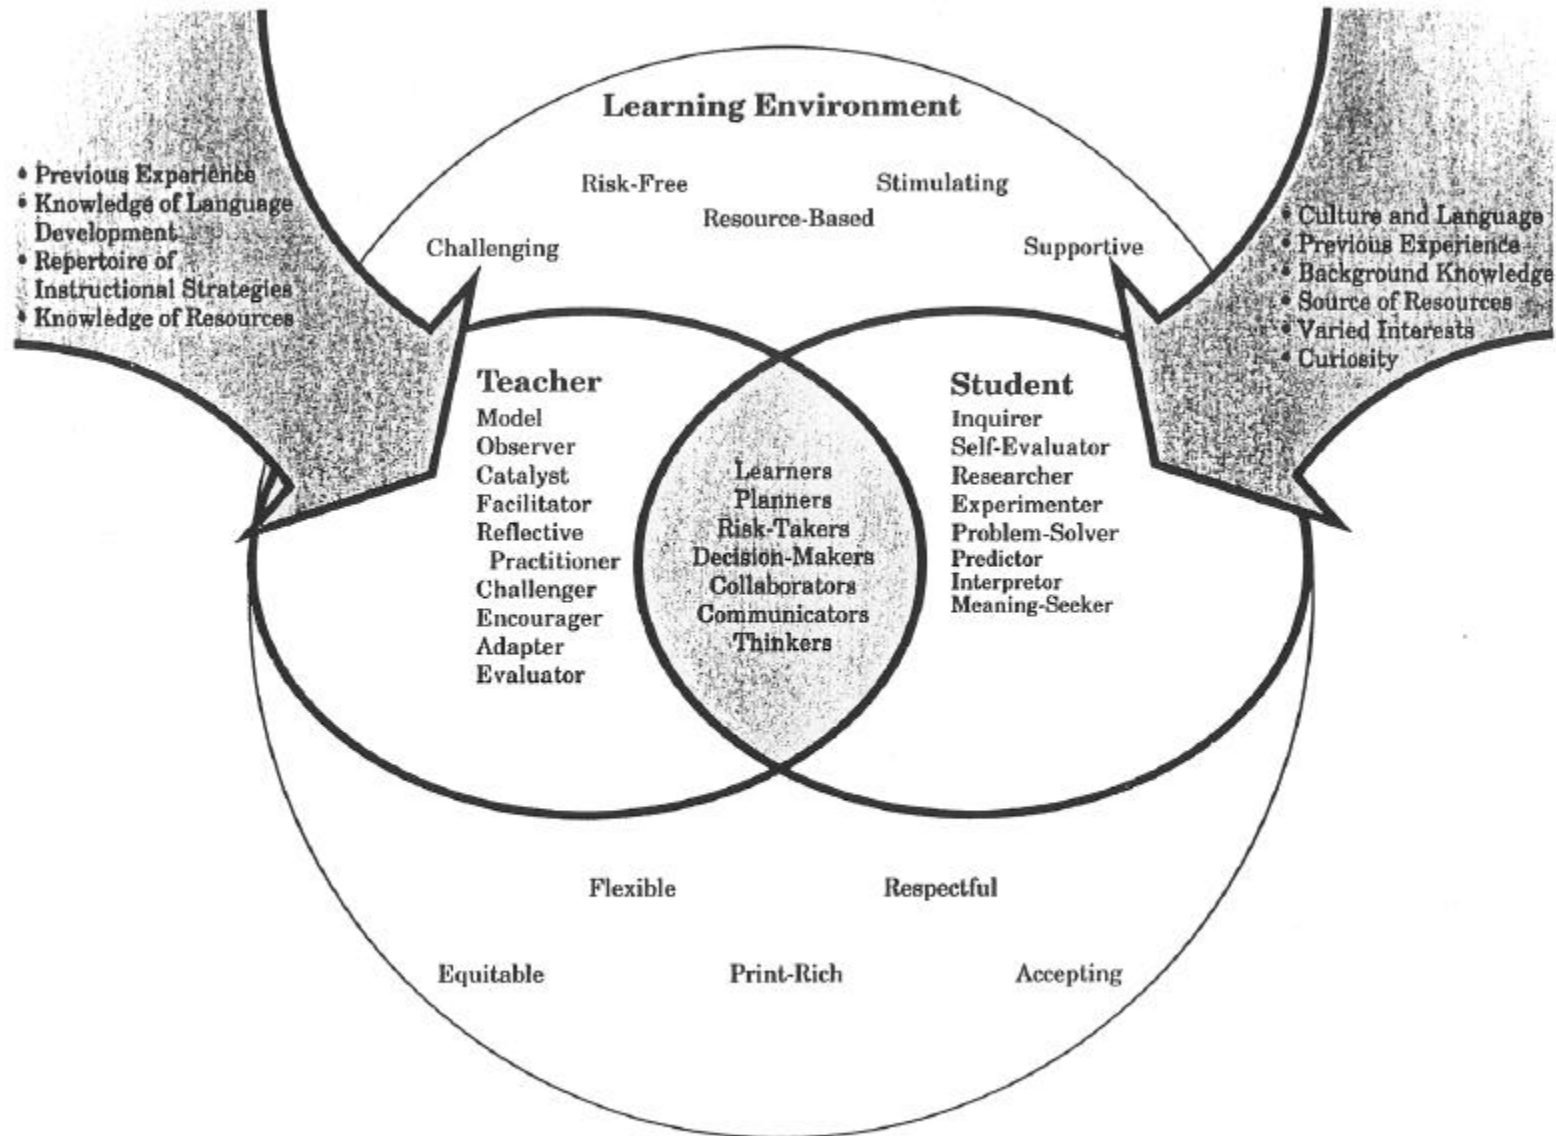 Learning Environment
Risk-Free
Stimulating
Resource-Based
Challenging
Supportive
• Previous Experience
• Knowledge of Language
Development
• Repertoire of
Instructional Strategies
• Knowledge of Resources
• Culture and Language
• Previous Experience
• Background Knowledge
• Source of Resources
• Varied Interests
• Curiosity
Teacher
Model
Observer
Catalyst
Facilitator
Reflective
Practitioner
Challenger
Encourager
Adapter
Evaluator
Learners
Planners
Risk-Takers
Decision-Makers
Collaborators
Communicators
Thinkers
Student
Inquirer
Self-Evaluator
Researcher
Experimenter
Problem-Solver
Predictor
Interpretor
Meaning-Seeker
Flexible
Respectful
Equitable
Print-Rich
Accepting